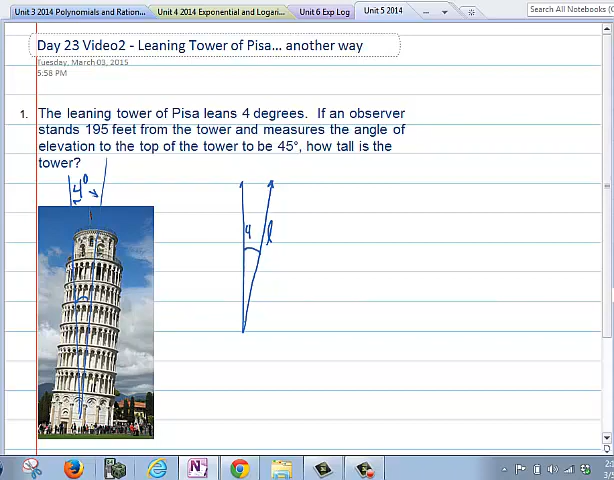 Unit 3 2014 Polynomials and Ration...
Unit 4 2014 Exponential and Logari...
Unit 6 Exp Log
Unit 5 2014
Search All Notebooks (C
Day 23 Video2 - Leaning Tower of Pisa... another way
Tuesday, March 03, 2015
5:58 PM
1. The leaning tower of Pisa leans 4 degrees. If an observer
stands 195 feet from the tower and measures the angle of
elevation to the top of the tower to be 45°, how tall is the
tower?
4°
4 l